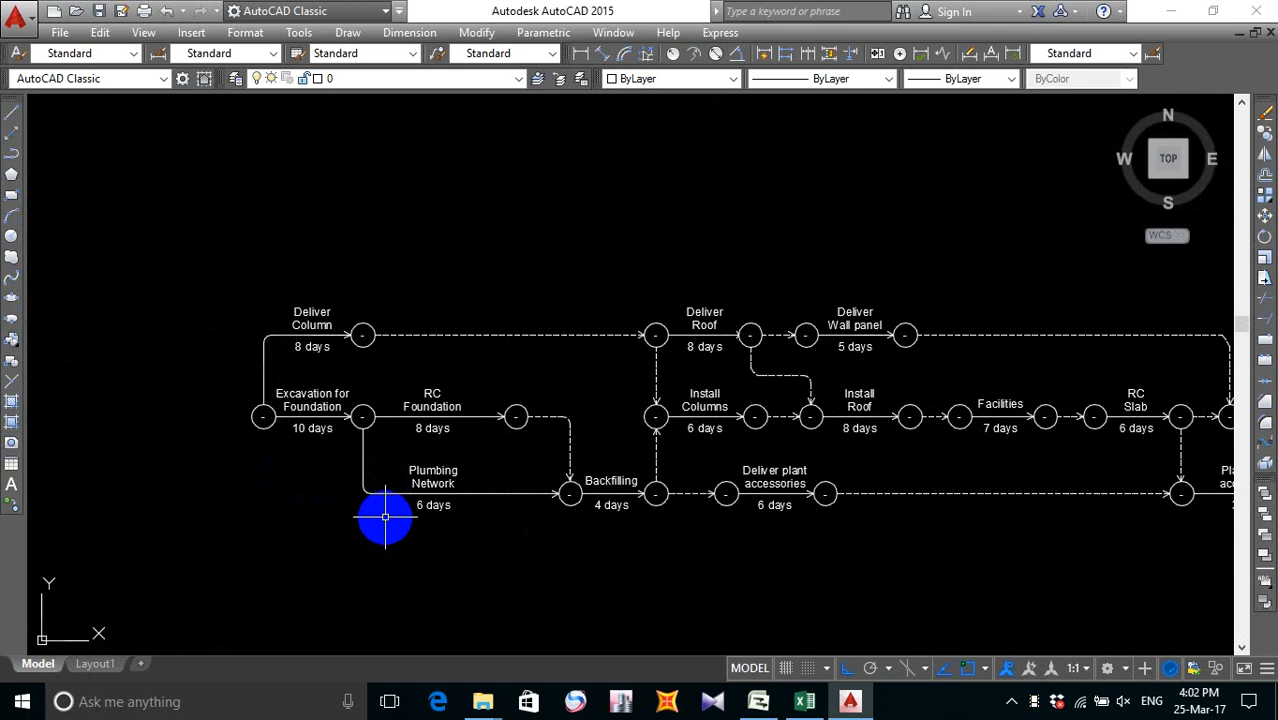 AutoCAD Classic
Autodesk AutoCAD 2015
Type a keyword or phrase
Sign In
File Edit View Insert Format Tools Draw Dimension Modify Parametric Window Help Express
Standard Standard Standard Standard Standard
AutoCAD Classic 0 ByLayer ByLayer ByLayer ByColor
N
W TOP E
S
WCS
Deliver
Column
8 days
Deliver
Roof
8 days
Deliver
Wall panel
5 days
Excavation for
Foundation
10 days
RC
Foundation
8 days
Install
Columns
6 days
Install
Roof
8 days
Facilities
7 days
RC
Slab
6 days
Plumbing
Network
6 days
Backfilling
4 days
Deliver plant
accessories
6 days
Y
X
Model Layout1
MODEL 1:1
Ask me anything
ENG
4:02 PM
25-Mar-17